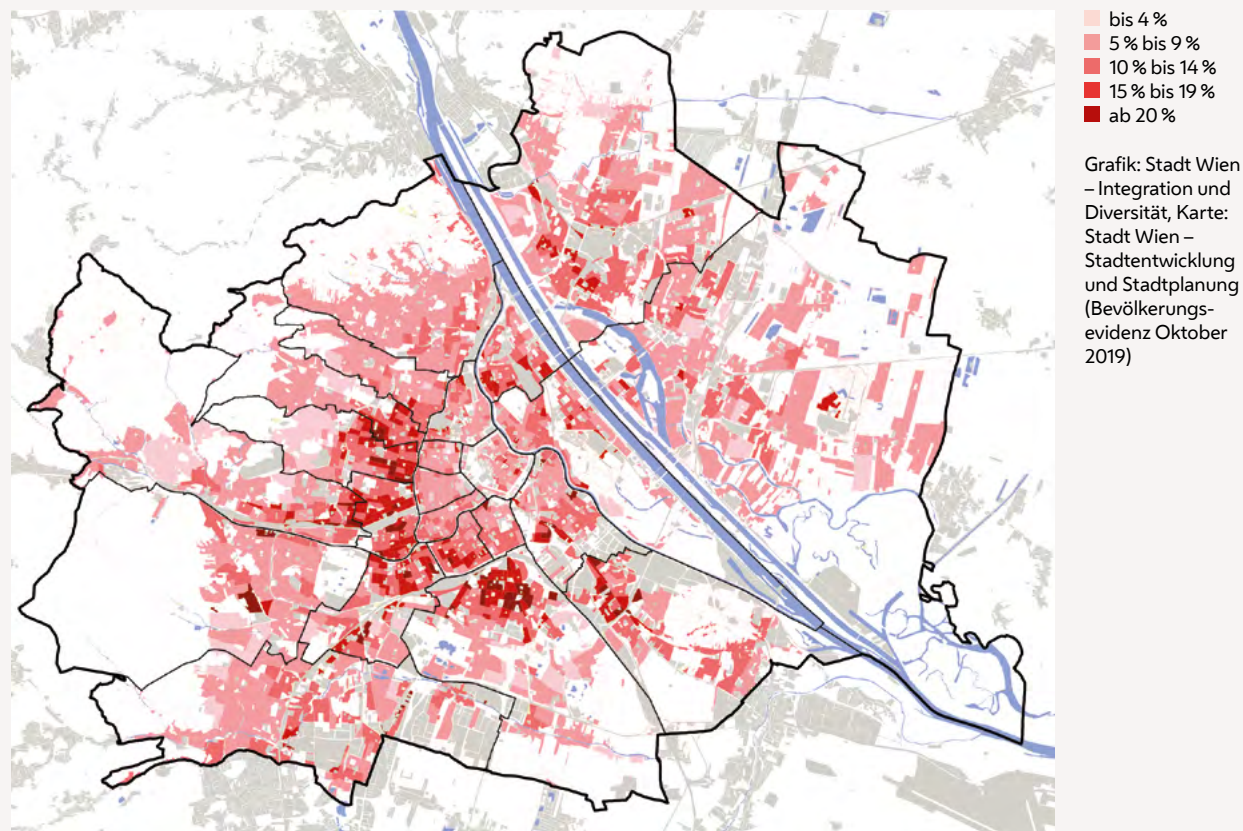 bis 4 %
5 % bis 9 %
10 % bis 14 %
15 % bis 19 %
ab 20 %
Grafik: Stadt Wien
– Integration und
Diversität, Karte:
Stadt Wien –
Stadtentwicklung
und Stadtplanung
(Bevölkerungs-
evidenz Oktober
2019)